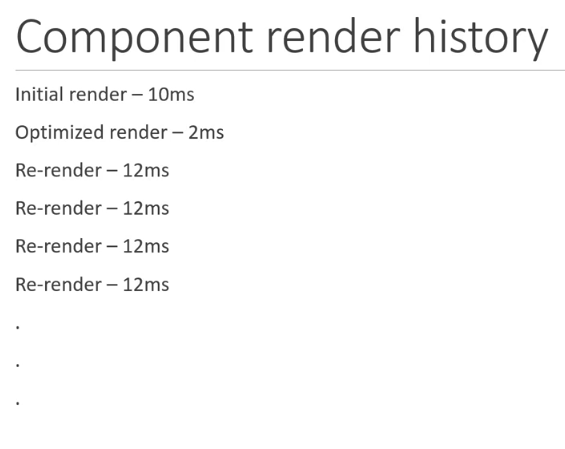 Component render history
Initial render – 10ms
Optimized render – 2ms
Re-render – 12ms
Re-render – 12ms
Re-render – 12ms
Re-render – 12ms
.
.
.